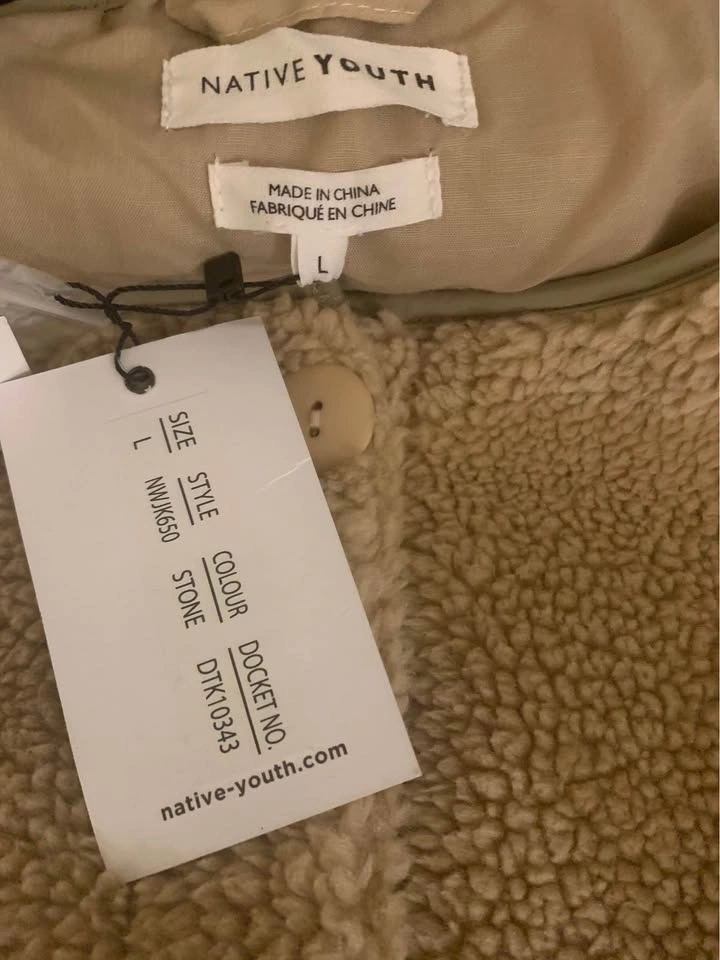 NATIVE YOUTH
MADE IN CHINA
FABRIQUÉ EN CHINE
L
SIZE
L
STYLE
NWJK650
COLOUR
STONE
DOCKET NO.
DTK10343
native-youth.com